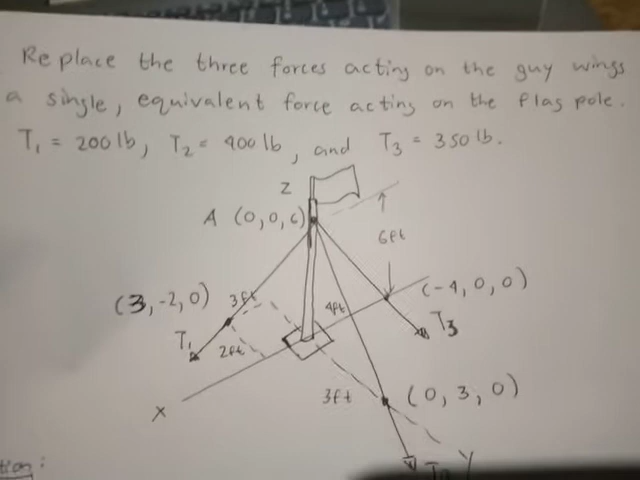 Replace the three forces acting on the guy wings
a single, equivalent force acting on the flag pole.
T₁ = 200 lb, T₂ = 400 lb, and T₃ = 350 lb.
Z
A (0,0,6)
6ft
(3,-2,0)
3ft
4ft
(-4,0,0)
T₁
2ft
T₃
X
3ft
(0,3,0)
Y
tion: